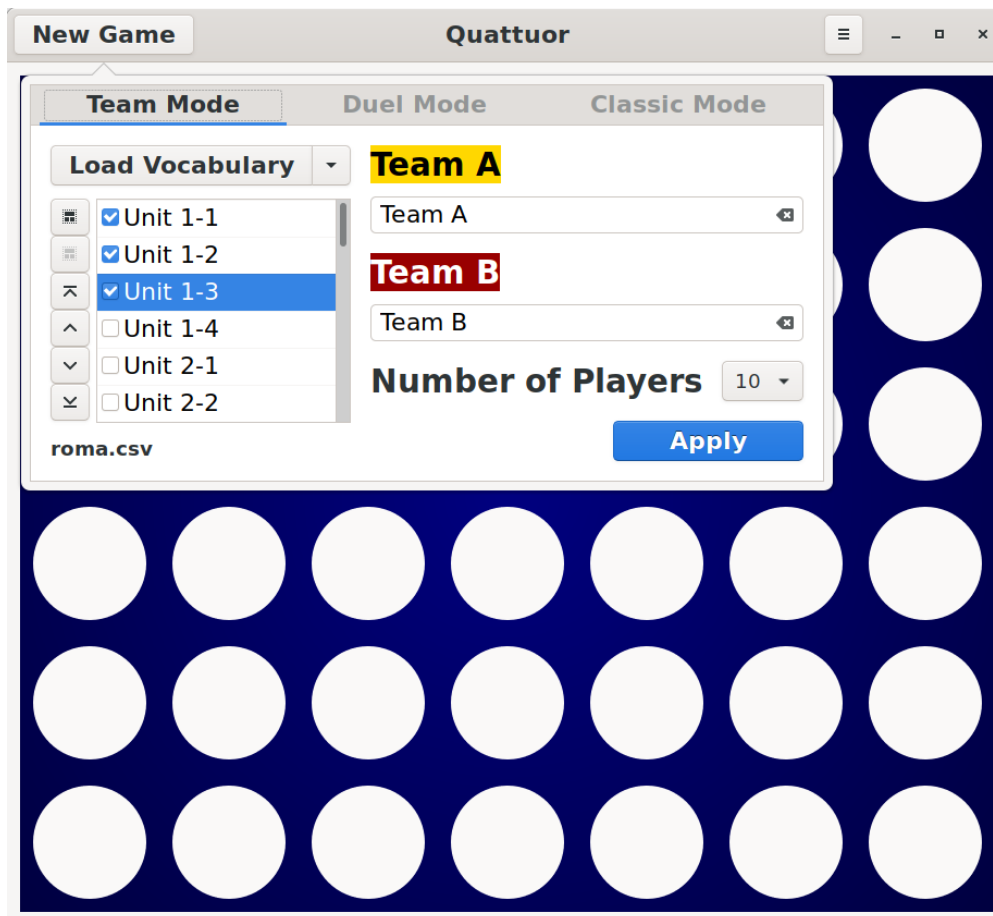 New Game
Quattuor
Team Mode
Duel Mode
Classic Mode
Load Vocabulary
Team A
Unit 1-1
Team A
Unit 1-2
Team B
Unit 1-3
Unit 1-4
Team B
Unit 2-1
Number of Players
10
Unit 2-2
roma.csv
Apply